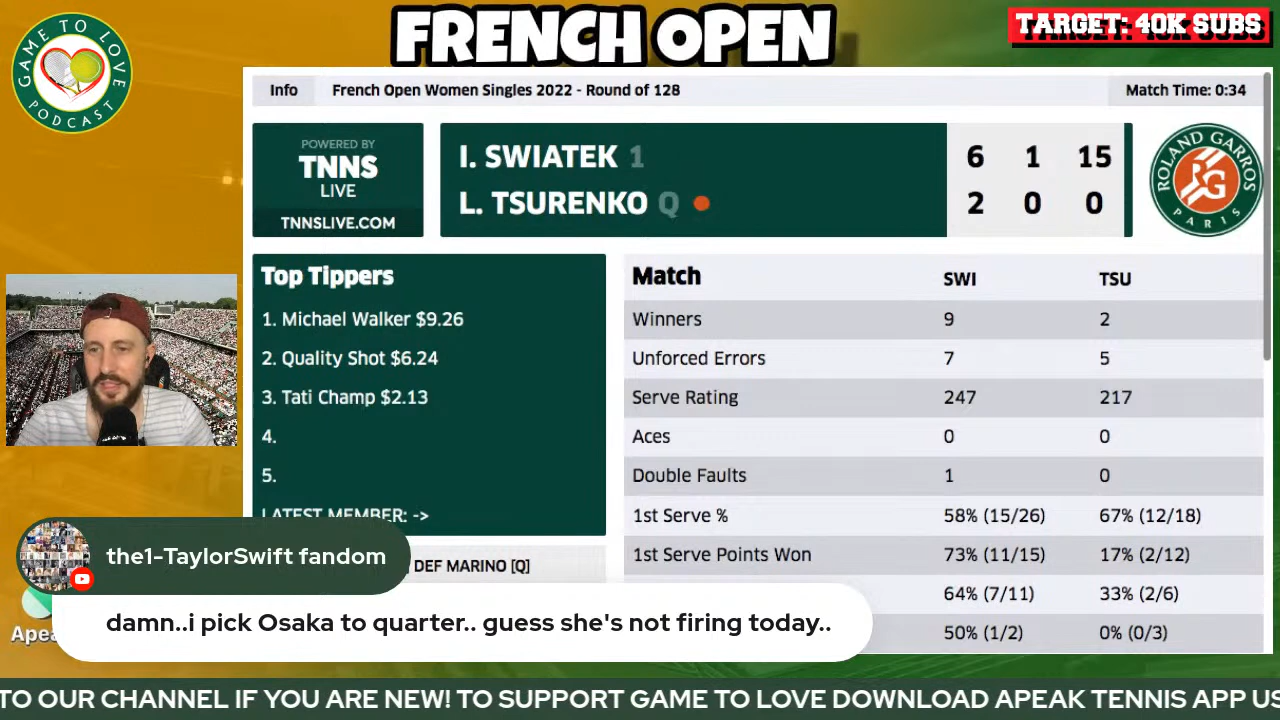 FRENCH OPEN
TARGET: 40K SUBS
GAME TO LOVE
PODCAST
Info French Open Women Singles 2022 - Round of 128 Match Time: 0:34
POWERED BY
TNNS
LIVE
TNNSLIVE.COM
I. SWIATEK 1 6 1 15
L. TSURENKO Q 2 0 0
ROLAND GARROS
RG
PARIS
Top Tippers
1. Michael Walker $9.26
2. Quality Shot $6.24
3. Tati Champ $2.13
4.
5.
LATEST MEMBER: ->
DEF MARINO [Q]
Match SWI TSU
Winners 9 2
Unforced Errors 7 5
Serve Rating 247 217
Aces 0 0
Double Faults 1 0
1st Serve % 58% (15/26) 67% (12/18)
1st Serve Points Won 73% (11/15) 17% (2/12)
64% (7/11) 33% (2/6)
50% (1/2) 0% (0/3)
the1-TaylorSwift fandom
damn..i pick Osaka to quarter.. guess she's not firing today..
TO OUR CHANNEL IF YOU ARE NEW! TO SUPPORT GAME TO LOVE DOWNLOAD APEAK TENNIS APP